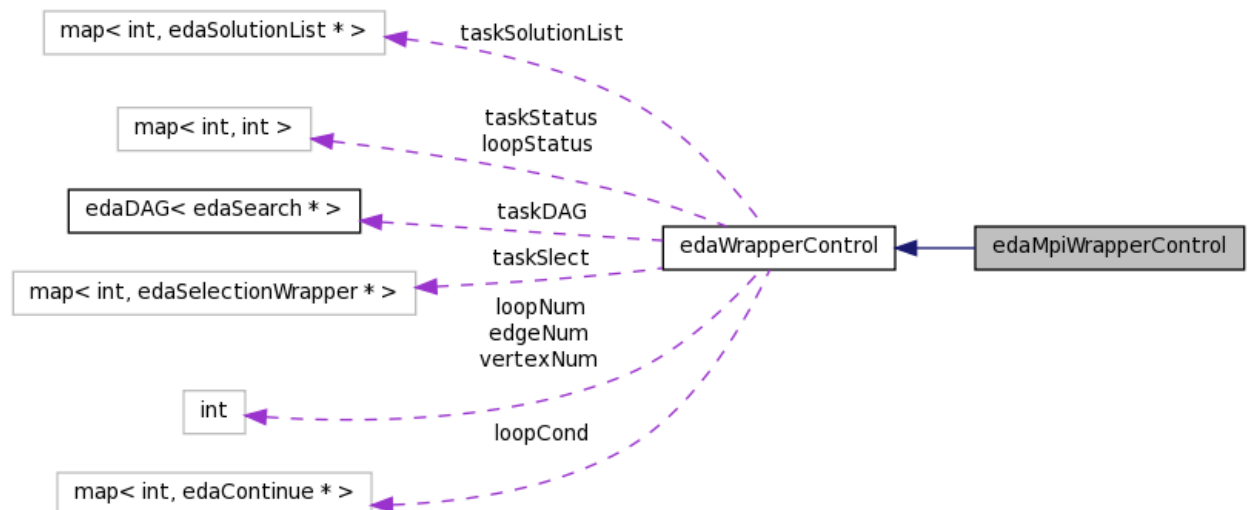 map< int, edaSolutionList * >
taskSolutionList
map< int, int >
taskStatus
loopStatus
edaDAG< edaSearch * >
taskDAG
edaWrapperControl
edaMpiWrapperControl
taskSlect
map< int, edaSelectionWrapper * >
loopNum
edgeNum
vertexNum
int
loopCond
map< int, edaContinue * >